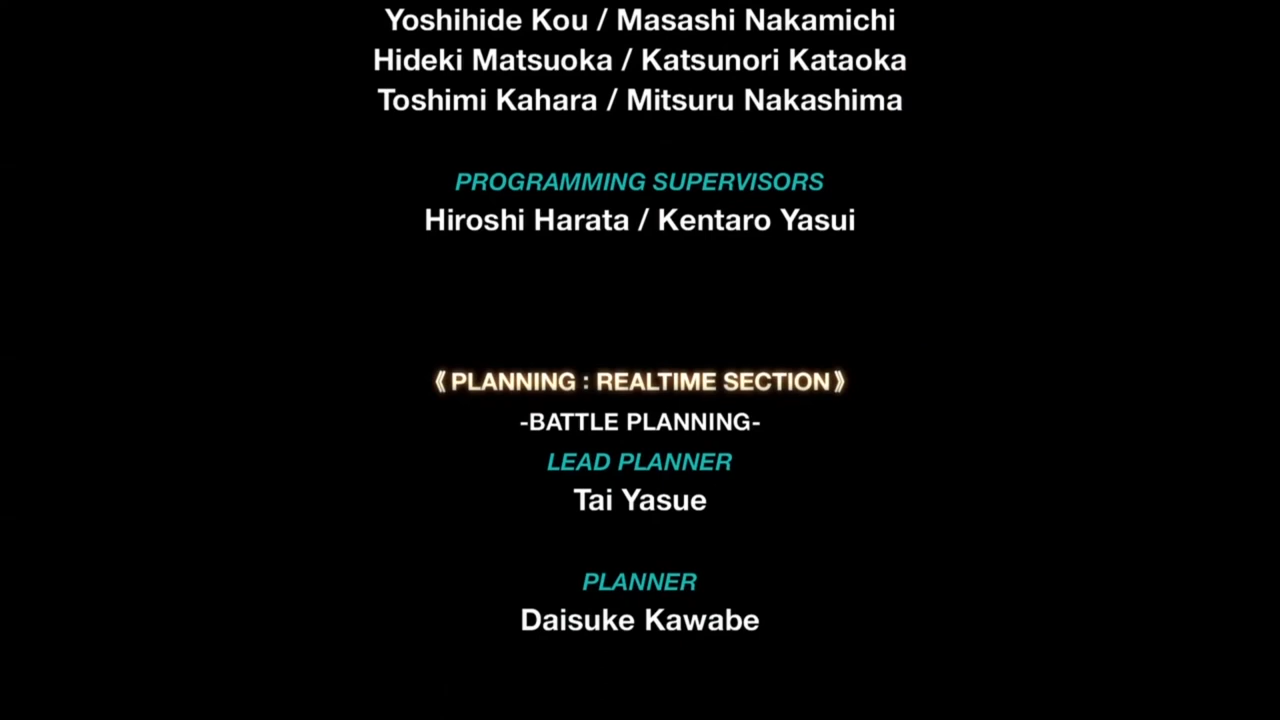 Yoshihide Kou / Masashi Nakamichi
Hideki Matsuoka / Katsunori Kataoka
Toshimi Kahara / Mitsuru Nakashima
PROGRAMMING SUPERVISORS
Hiroshi Harata / Kentaro Yasui
《PLANNING : REALTIME SECTION》
-BATTLE PLANNING-
LEAD PLANNER
Tai Yasue
PLANNER
Daisuke Kawabe